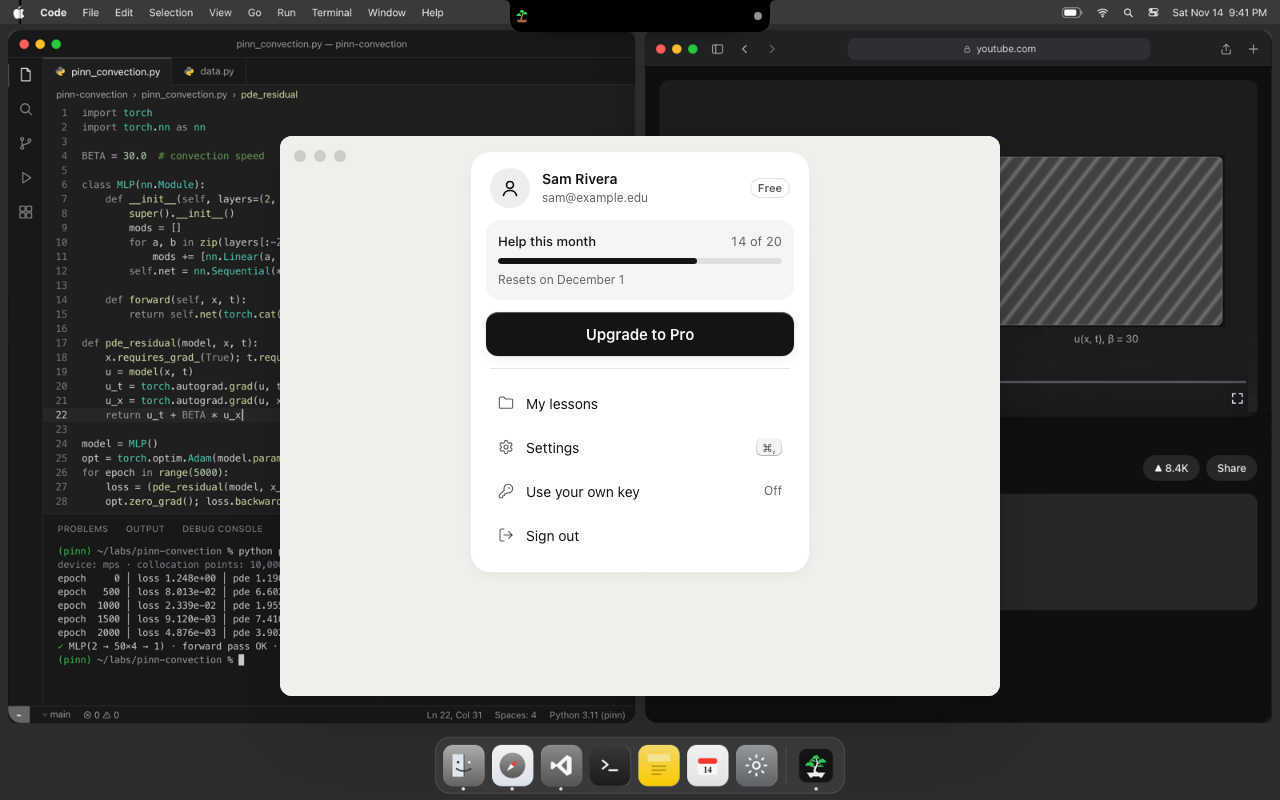 Code File Edit Selection View Go Run Terminal Window Help
Sat Nov 14 9:41 PM
pinn_convection.py — pinn-convection
pinn_convection.py
data.py
pinn-convection › pinn_convection.py › pde_residual
1 import torch
2 import torch.nn as nn
3
4 BETA = 30.0 # convection speed
5
6 class MLP(nn.Module):
7 def __init__(self, layers=(2,
8 super().__init__()
9 mods = []
10 for a, b in zip(layers[:-2
11 mods += [nn.Linear(a,
12 self.net = nn.Sequential(*
13
14 def forward(self, x, t):
15 return self.net(torch.cat(
16
17 def pde_residual(model, x, t):
18 x.requires_grad_(True); t.requ
19 u = model(x, t)
20 u_t = torch.autograd.grad(u, t
21 u_x = torch.autograd.grad(u, x
22 return u_t + BETA * u_x
23
24 model = MLP()
25 opt = torch.optim.Adam(model.param
26 for epoch in range(5000):
27 loss = (pde_residual(model, x_
28 opt.zero_grad(); loss.backward
PROBLEMS OUTPUT DEBUG CONSOLE
(pinn) ~/labs/pinn-convection % python p
device: mps · collocation points: 10,00
epoch 0 │ loss 1.248e+00 │ pde 1.190
epoch 500 │ loss 8.013e-02 │ pde 6.602
epoch 1000 │ loss 2.339e-02 │ pde 1.955
epoch 1500 │ loss 9.120e-03 │ pde 7.410
epoch 2000 │ loss 4.876e-03 │ pde 3.902
✓ MLP(2 → 50×4 → 1) · forward pass OK ·
(pinn) ~/labs/pinn-convection %
main 0 0
Ln 22, Col 31 Spaces: 4 Python 3.11 (pinn)
Sam Rivera
sam@example.edu
Free
Help this month
14 of 20
Resets on December 1
Upgrade to Pro
My lessons
Settings
⌘,
Use your own key
Off
Sign out
youtube.com
u(x, t), β = 30
▲ 8.4K
Share
14